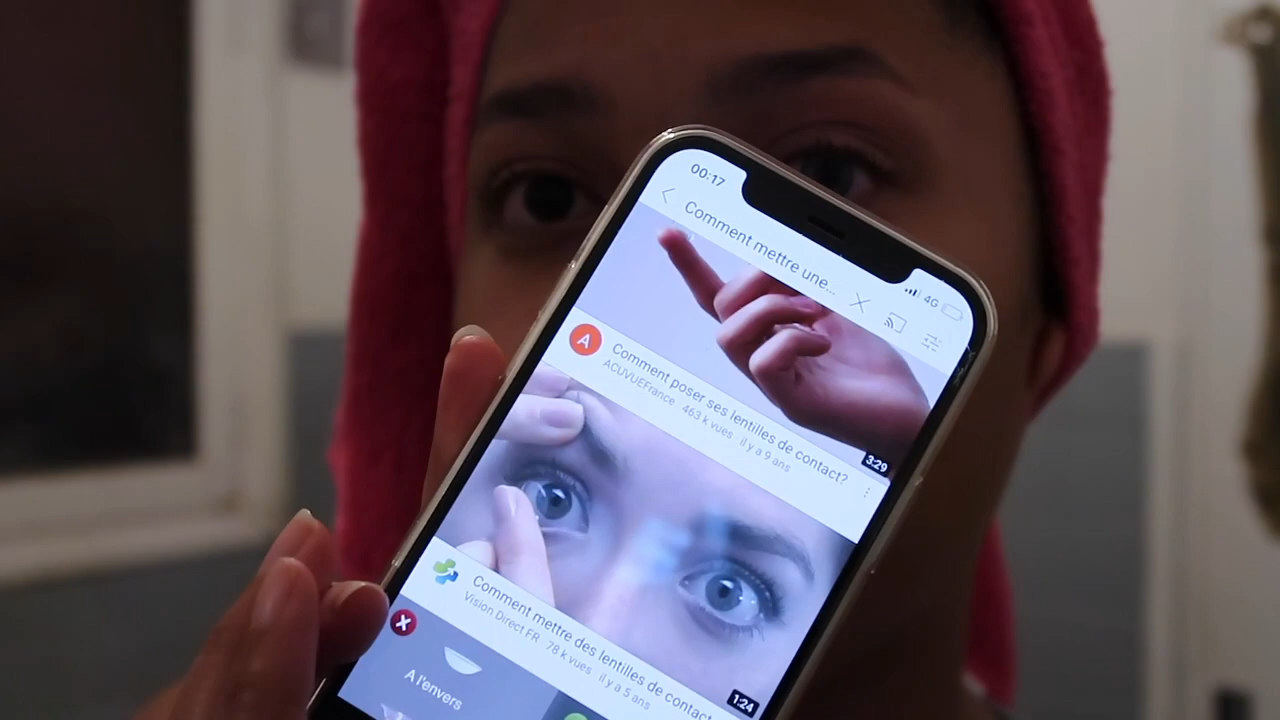 00:17
4G
Comment mettre une...
A
Comment poser ses lentilles de contact?
ACUVUEFrance 463 k vues il y a 9 ans
3:29
Comment mettre des lentilles de contact
Vision Direct FR 78 k vues il y a 5 ans
1:24
A l'envers